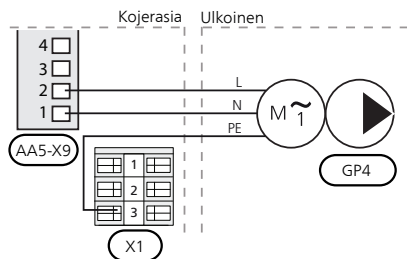 Kojerasia Ulkoinen
4
3
2
1
L
N
PE
M ~ 1
AA5-X9
GP4
1
2
3
X1